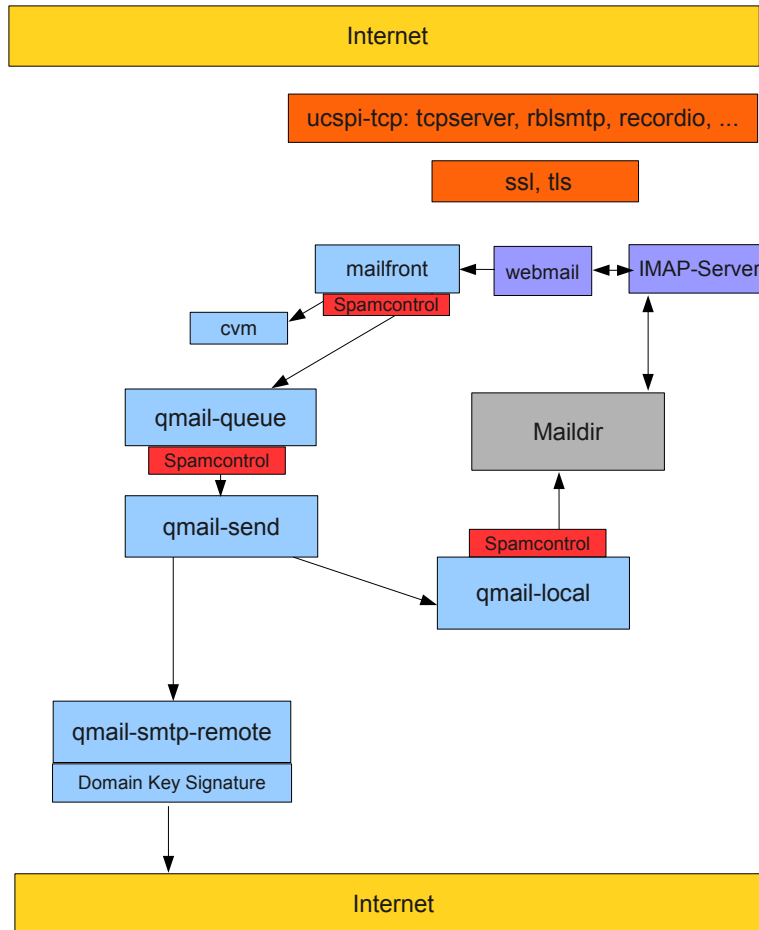 Internet
ucspi-tcp: tcpserver, rblsmtp, recordio, ...
ssl, tls
mailfront
webmail
IMAP-Server
Spamcontrol
cvm
qmail-queue
Maildir
Spamcontrol
qmail-send
Spamcontrol
qmail-local
qmail-smtp-remote
Domain Key Signature
Internet